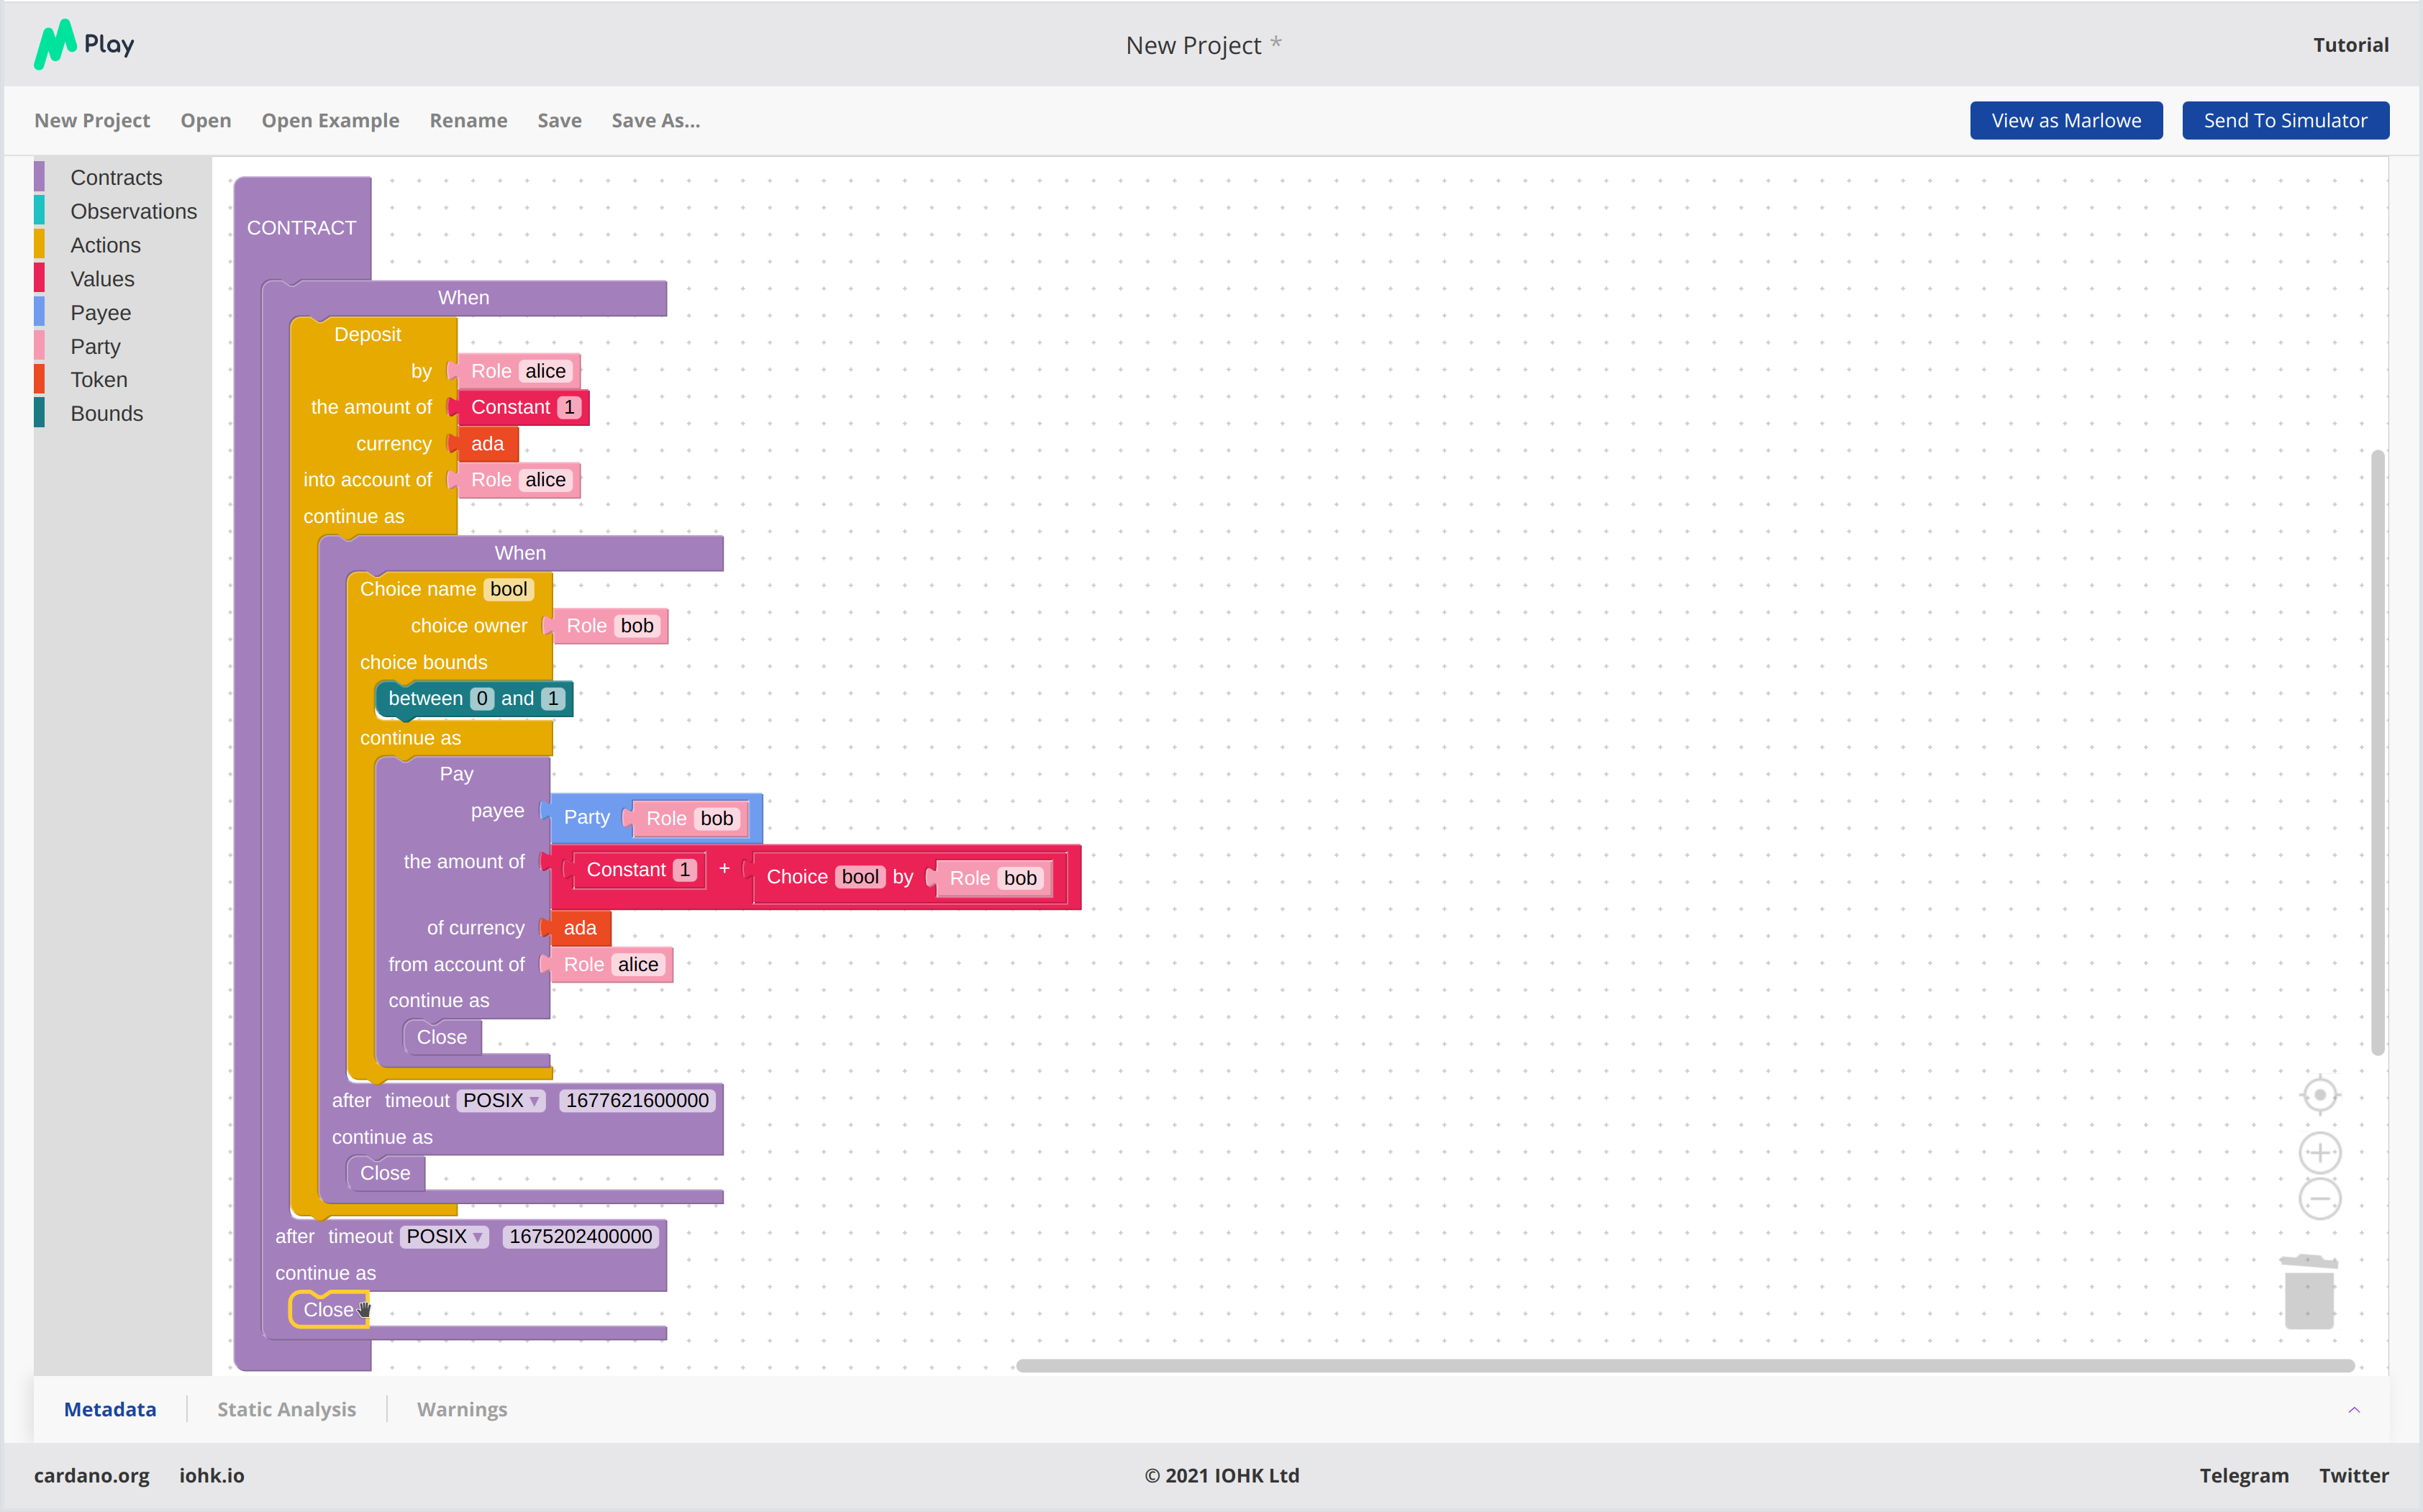 Play
New Project *
Tutorial
New Project Open Open Example Rename Save Save As...
View as Marlowe Send To Simulator
Contracts
Observations
Actions
Values
Payee
Party
Token
Bounds
CONTRACT
When
Deposit
by Role alice
the amount of Constant 1
currency ada
into account of Role alice
continue as
When
Choice name bool
choice owner Role bob
choice bounds
between 0 and 1
continue as
Pay
payee Party Role bob
the amount of Constant 1 + Choice bool by Role bob
of currency ada
from account of Role alice
continue as
Close
after timeout POSIX ▾ 1677621600000
continue as
Close
after timeout POSIX ▾ 1675202400000
continue as
Close
Metadata Static Analysis Warnings
cardano.org iohk.io
© 2021 IOHK Ltd
Telegram Twitter